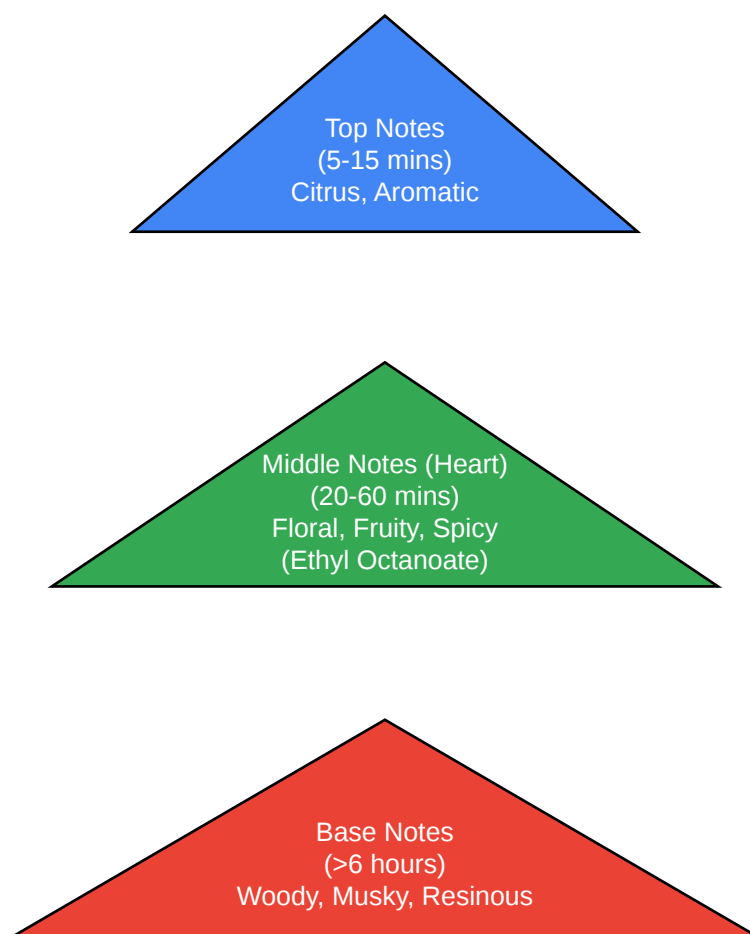 Top Notes
(5-15 mins)
Citrus, Aromatic
Middle Notes (Heart)
(20-60 mins)
Floral, Fruity, Spicy
(Ethyl Octanoate)
Base Notes
(>6 hours)
Woody, Musky, Resinous